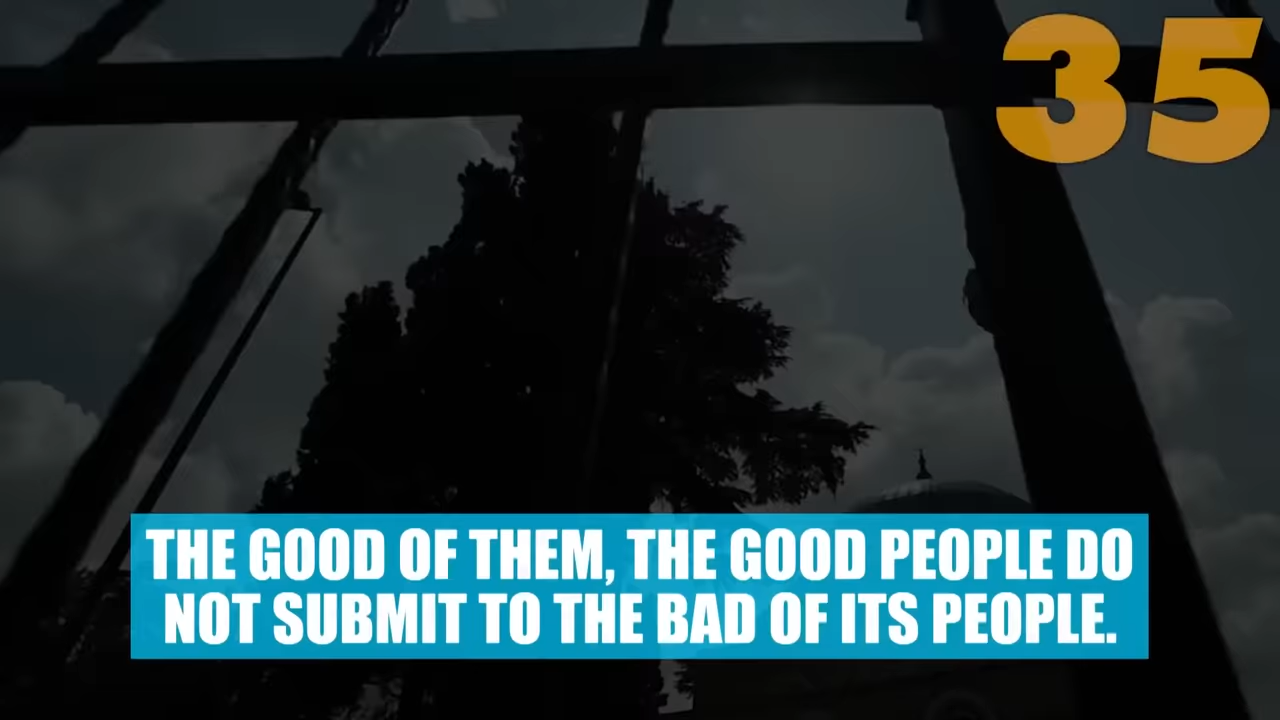 35
THE GOOD OF THEM, THE GOOD PEOPLE DO
NOT SUBMIT TO THE BAD OF ITS PEOPLE.